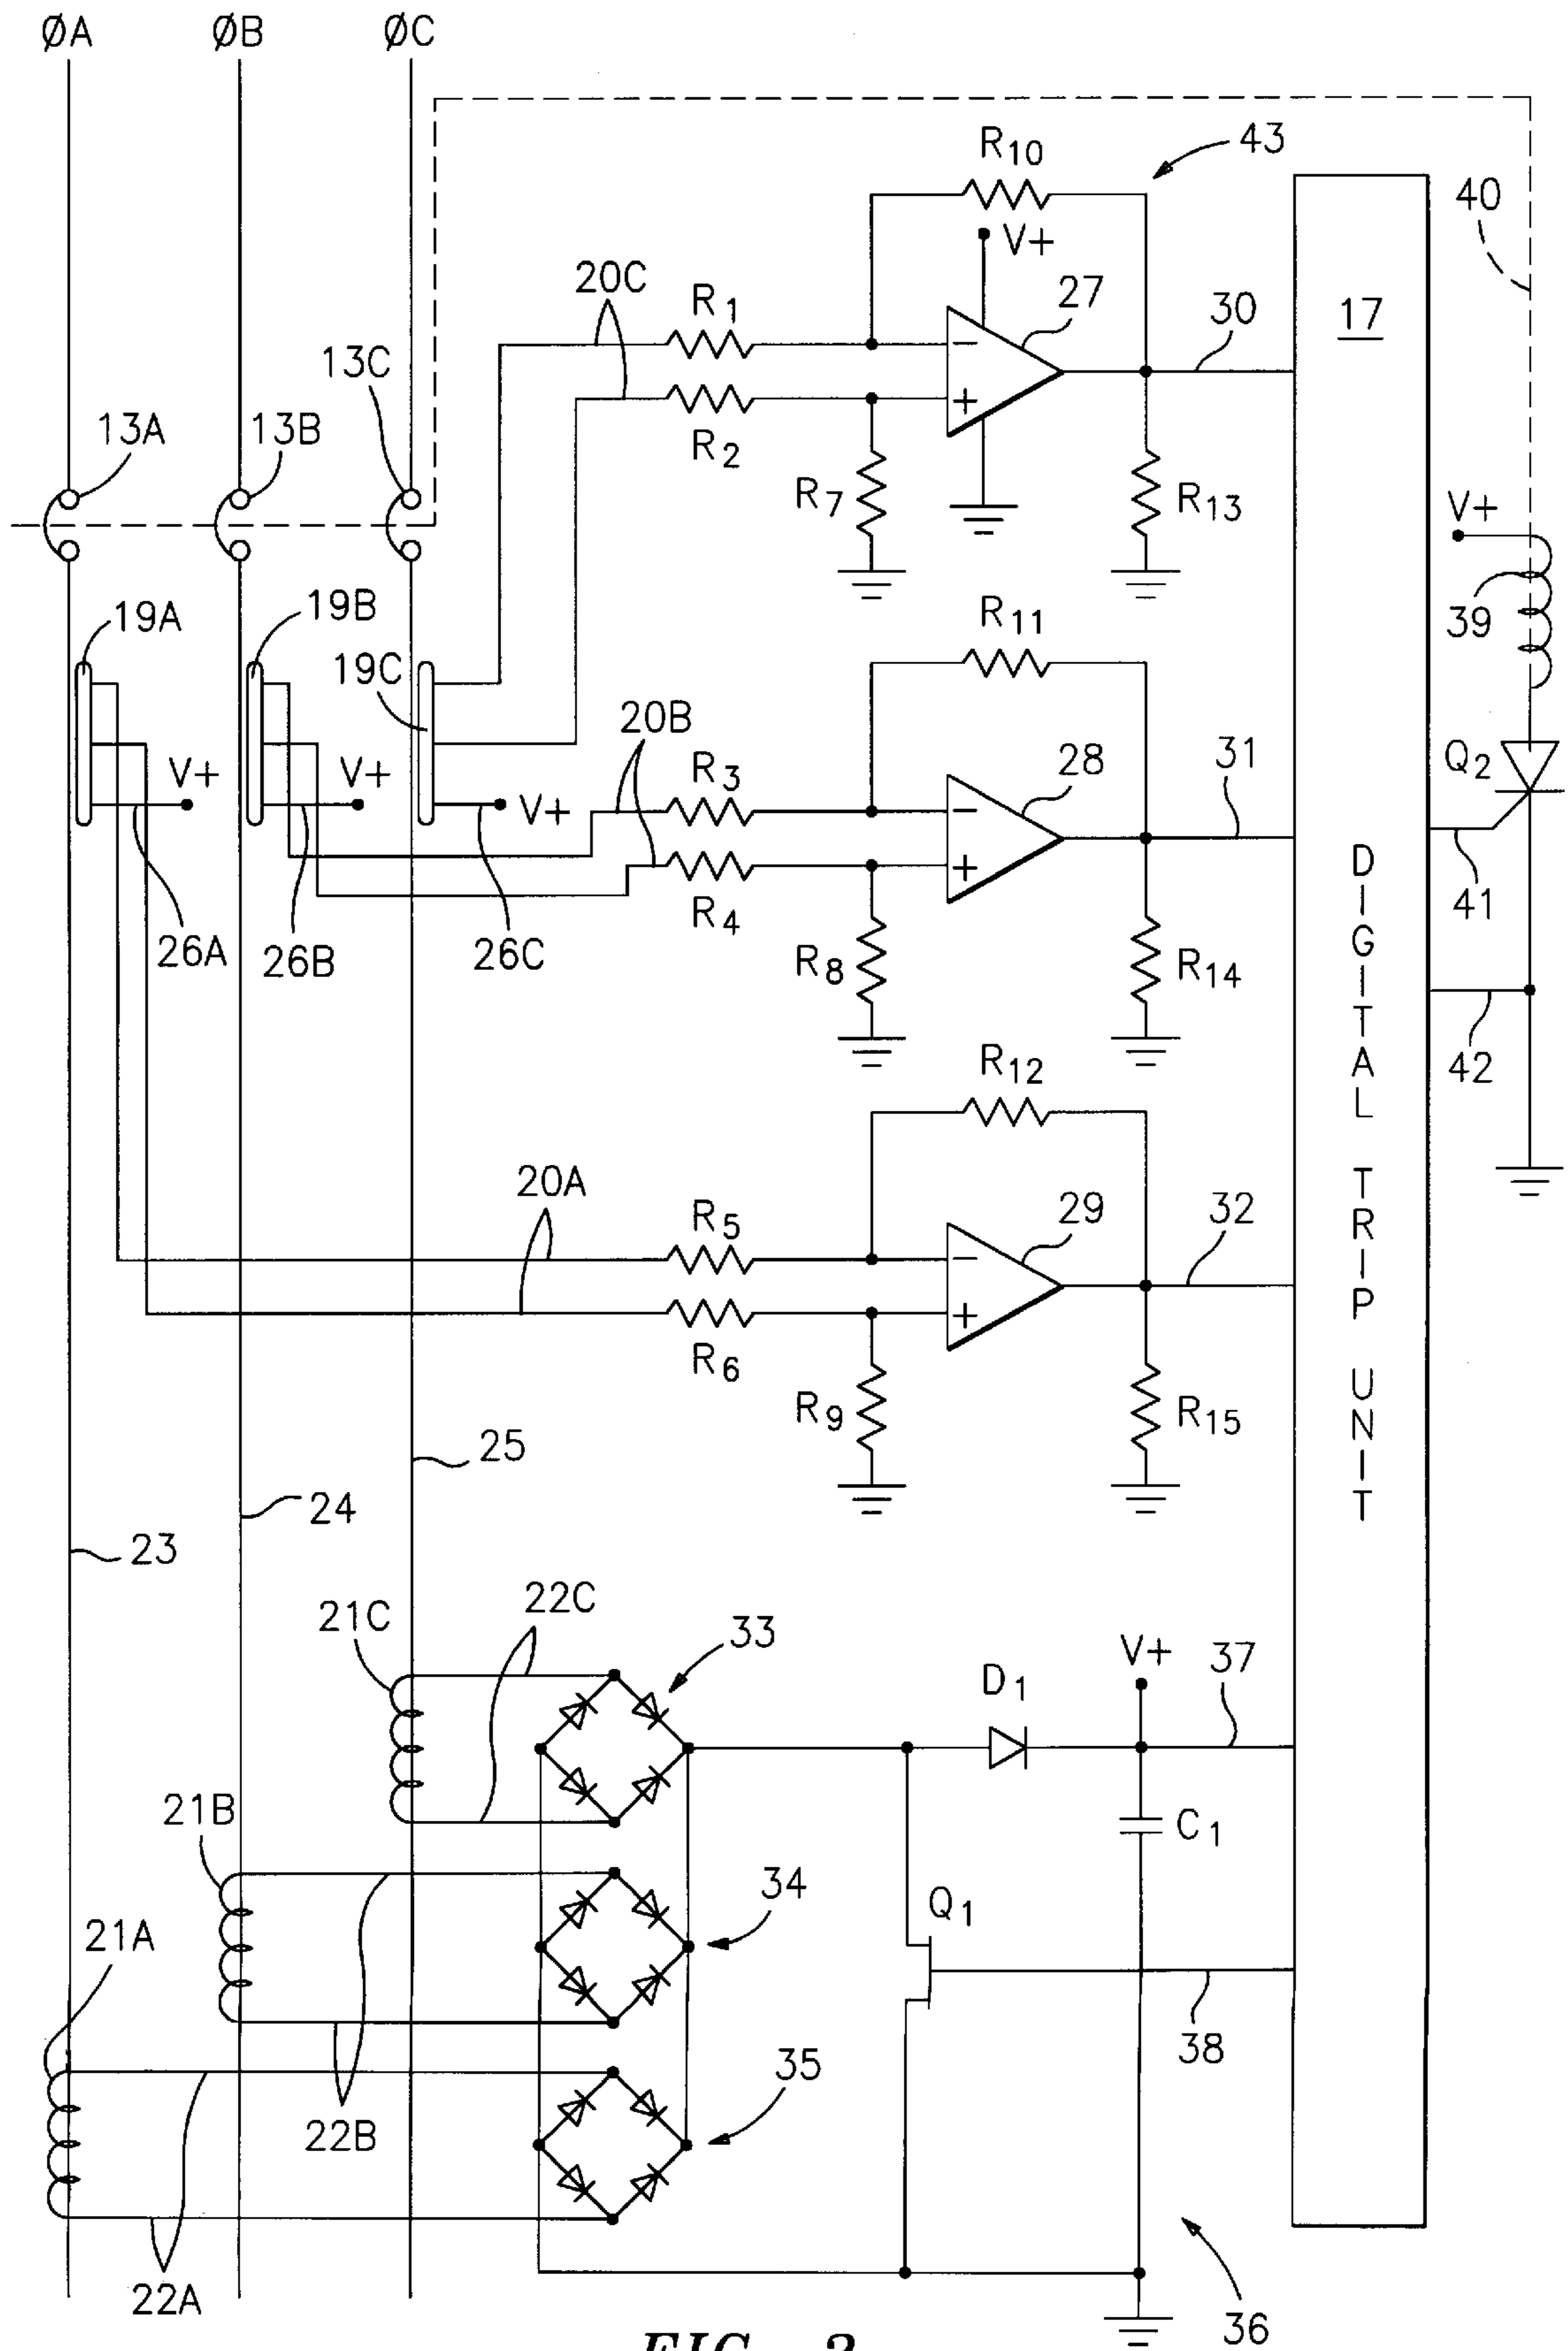 ØA ØB ØC
R10
43
40
V+
20C
R1
27
30
17
13C
R2
13A
13B
R7
R13
V+
19A
19B
R11
39
19C
20B
R3
28
31
Q2
V+
V+
V+
R4
41
26A
26B
26C
R8
R14
R12
42
DIGITAL TRIP UNIT
20A
R5
29
32
R6
R9
R15
25
24
23
22C
21C
33
V+
37
D1
21B
C1
34
Q1
21A
38
35
22B
22A
36